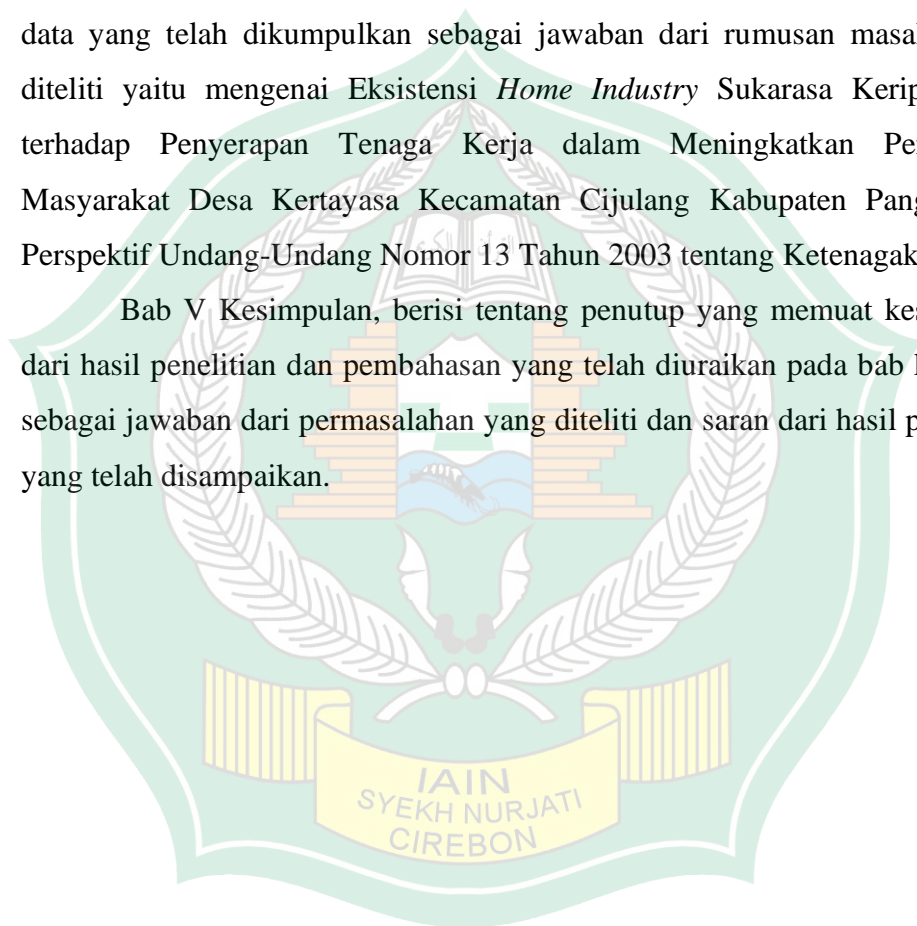 data yang telah dikumpulkan sebagai jawaban dari rumusan masa
diteliti yaitu mengenai Eksistensi Home Industry Sukarasa Kerip
terhadap Penyerapan Tenaga Kerja dalam Meningkatkan Pe
Masyarakat Desa Kertayasa Kecamatan Cijulang Kabupaten Pang
Perspektif Undang-Undang Nomor 13 Tahun 2003 tentang Ketenagak
Bab V Kesimpulan, berisi tentang penutup yang memuat kes
dari hasil penelitian dan pembahasan yang telah diuraikan pada bab
sebagai jawaban dari permasalahan yang diteliti dan saran dari hasil p
yang telah disampaikan.
IAIN
SYEKH NURJATI
CIREBON